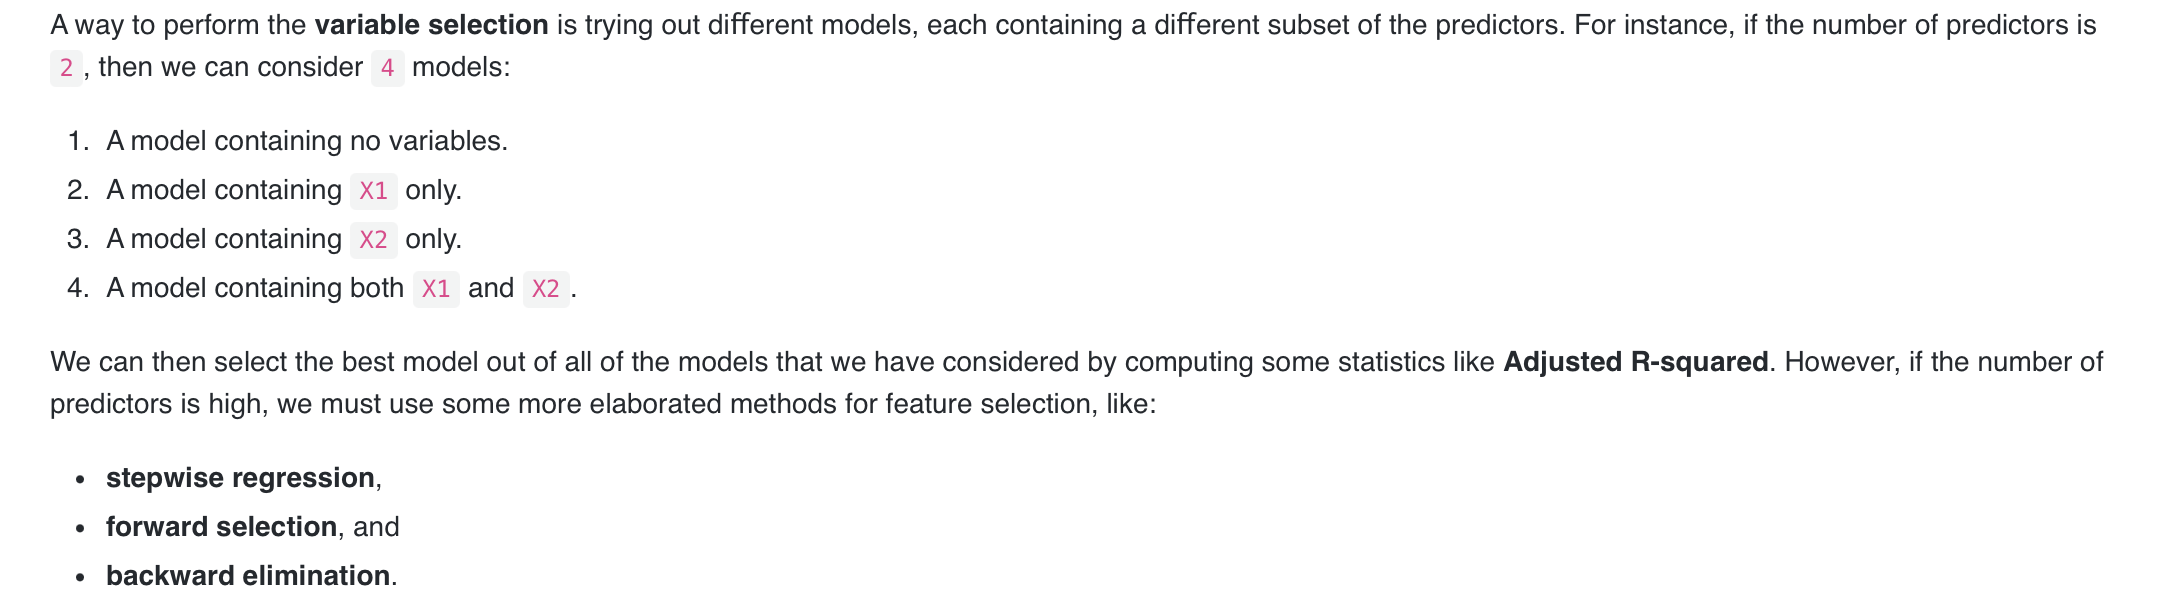 A way to perform the variable selection is trying out different models, each containing a different subset of the predictors. For instance, if the number of predictors is
2 , then we can consider 4 models:
1. A model containing no variables.
2. A model containing X1 only.
3. A model containing X2 only.
4. A model containing both X1 and X2 .
We can then select the best model out of all of the models that we have considered by computing some statistics like Adjusted R-squared. However, if the number of
predictors is high, we must use some more elaborated methods for feature selection, like:
• stepwise regression,
• forward selection, and
• backward elimination.